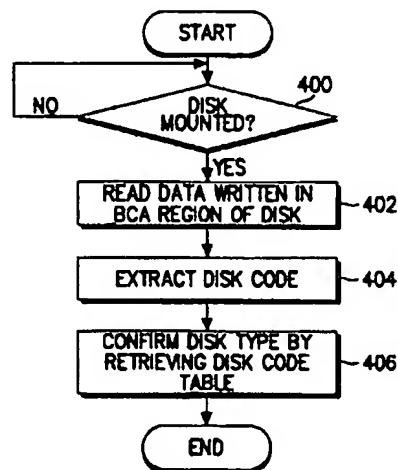 START
400
NO
DISK
MOUNTED?
YES
READ DATA WRITTEN IN
BCA REGION OF DISK
402
EXTRACT DISK CODE
404
CONFIRM DISK TYPE BY
RETRIEVING DISK CODE
TABLE
406
END